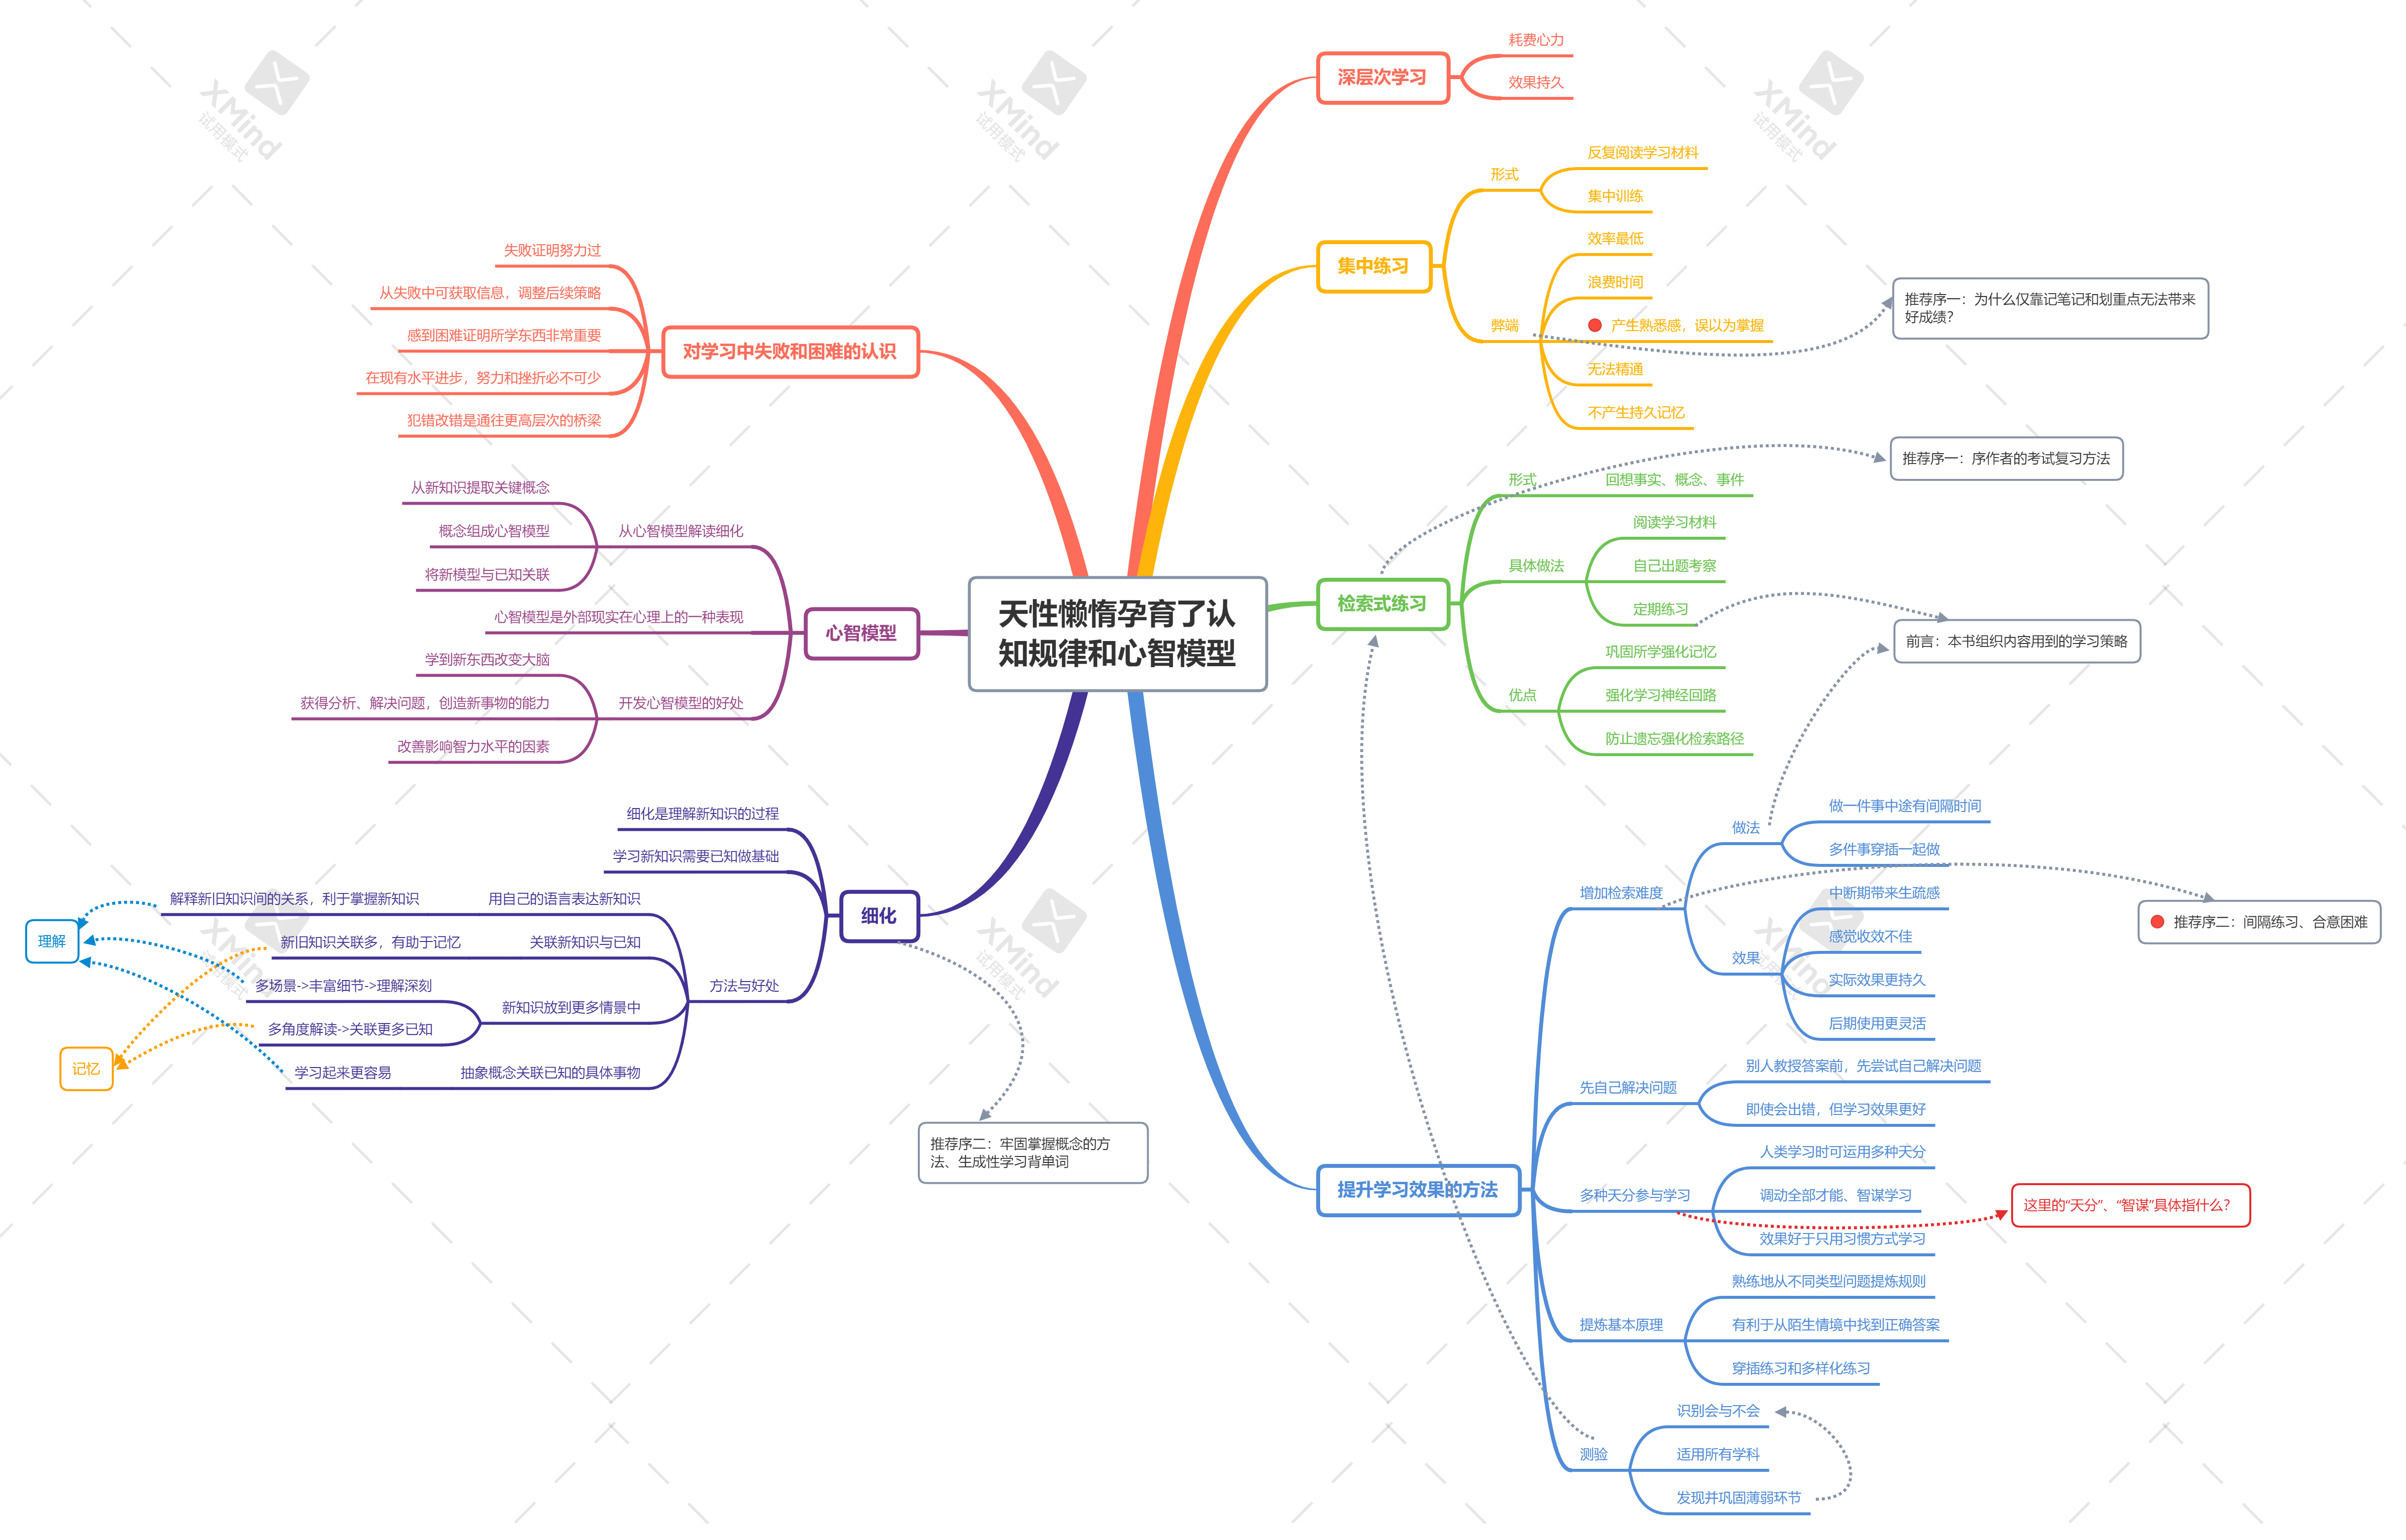 天性懒惰孕育了认
知规律和心智模型
深层次学习
耗费心力
效果持久
集中练习
形式
反复阅读学习材料
集中训练
弊端
效率最低
浪费时间
产生熟悉感，误以为掌握
无法精通
不产生持久记忆
推荐序一：为什么仅靠记笔记和划重点无法带来
好成绩？
检索式练习
形式
回想事实、概念、事件
具体做法
阅读学习材料
自己出题考察
定期练习
优点
巩固所学强化记忆
强化学习神经回路
防止遗忘强化检索路径
推荐序一：序作者的考试复习方法
前言：本书组织内容用到的学习策略
提升学习效果的方法
增加检索难度
做法
做一件事中途有间隔时间
多件事穿插一起做
效果
中断期带来生疏感
感觉收效不佳
实际效果更持久
后期使用更灵活
推荐序二：间隔练习、合意困难
先自己解决问题
别人教授答案前，先尝试自己解决问题
即使会出错，但学习效果更好
多种天分参与学习
人类学习时可运用多种天分
调动全部才能、智谋学习
效果好于只用习惯方式学习
这里的“天分”、“智谋”具体指什么？
提炼基本原理
熟练地从不同类型问题提炼规则
有利于从陌生情境中找到正确答案
穿插练习和多样化练习
测验
识别会与不会
适用所有学科
发现并巩固薄弱环节
对学习中失败和困难的认识
失败证明努力过
从失败中可获取信息，调整后续策略
感到困难证明所学东西非常重要
在现有水平进步，努力和挫折必不可少
犯错改错是通往更高层次的桥梁
心智模型
从心智模型解读细化
从新知识提取关键概念
概念组成心智模型
将新模型与已知关联
心智模型是外部现实在心理上的一种表现
开发心智模型的好处
学到新东西改变大脑
获得分析、解决问题，创造新事物的能力
改善影响智力水平的因素
细化
细化是理解新知识的过程
学习新知识需要已知做基础
方法与好处
用自己的语言表达新知识
解释新旧知识间的关系，利于掌握新知识
关联新知识与已知
新旧知识关联多，有助于记忆
新知识放到更多情景中
多场景->丰富细节->理解深刻
多角度解读->关联更多已知
抽象概念关联已知的具体事物
学习起来更容易
理解
记忆
推荐序二：牢固掌握概念的方
法、生成性学习背单词
XMind
试用模式
XMind
试用模式
XMind
试用模式
XMind
试用模式
XMind
试用模式
XMind
试用模式